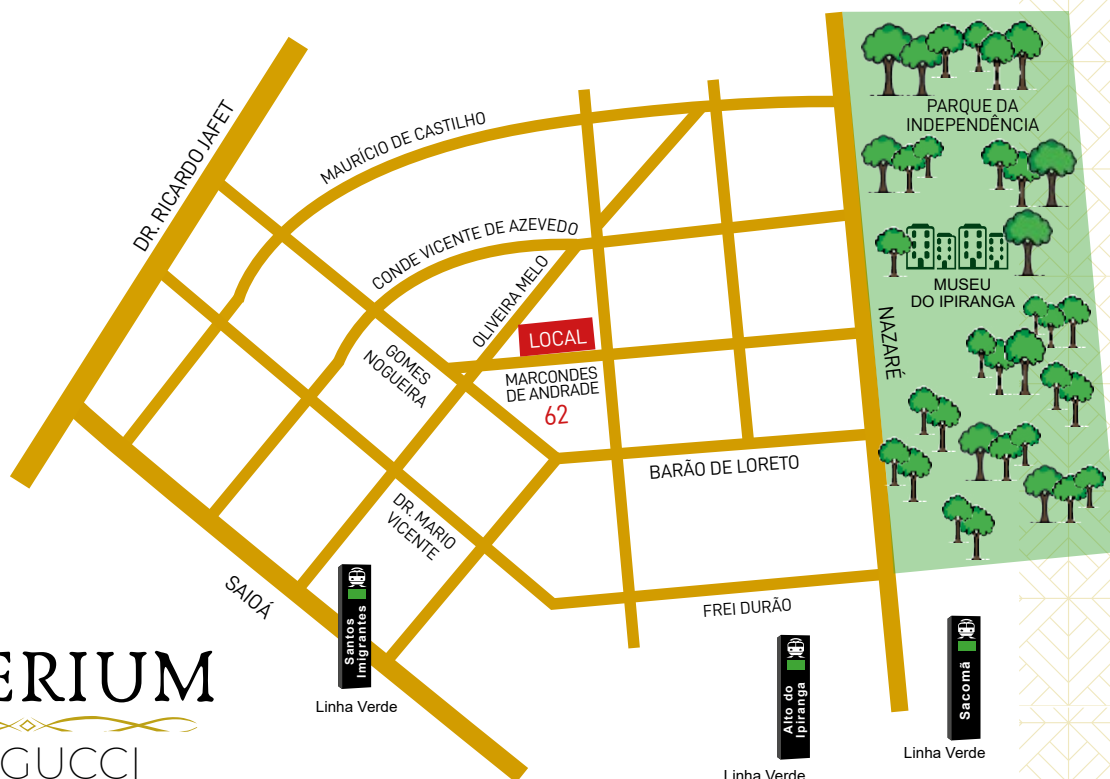 DR. RICARDO JAFET
MAURÍCIO DE CASTILHO
PARQUE DA
INDEPENDÊNCIA
CONDE VICENTE DE AZEVEDO
OLIVEIRA MELO
MUSEU
DO IPIRANGA
NAZARÉ
LOCAL
GOMES
NOGUEIRA
MARCONDES
DE ANDRADE
62
BARÃO DE LORETO
DR. MARIO
VICENTE
SAIOÁ
FREI DURÃO
Santos
Imigrantes
Linha Verde
Alto do
Ipiranga
Linha Verde
Sacomã
Linha Verde
ERIUM
GUCCI